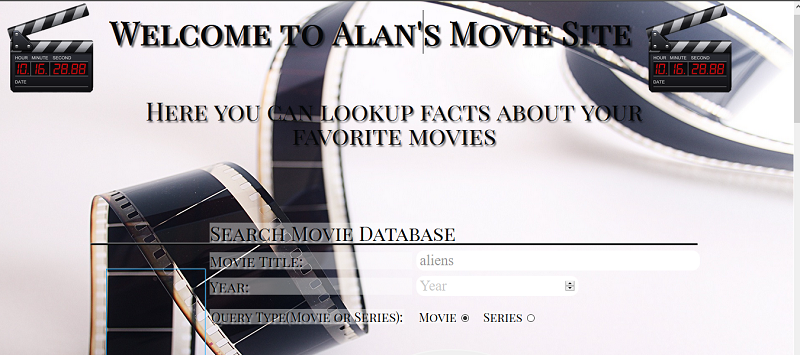 HOUR MINUTE SECOND
10. 16. 28.88
DATE
Welcome to Alan's Movie Site
HOUR MINUTE SECOND
10. 16. 28.88
DATE
Here you can lookup facts about your
favorite movies
Search Movie Database
Movie Title: aliens
Year: Year
Query Type(Movie or Series): Movie Series